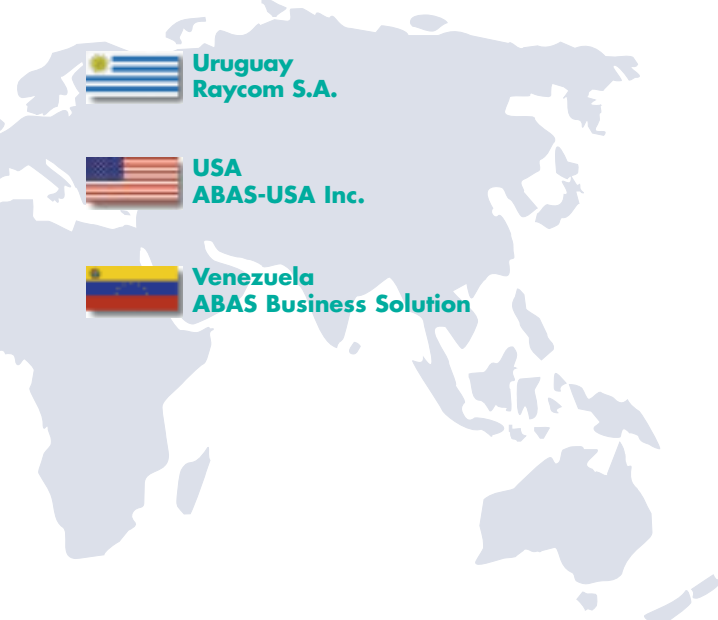 Uruguay
Raycom S.A.
USA
ABAS-USA Inc.
Venezuela
ABAS Business Solution